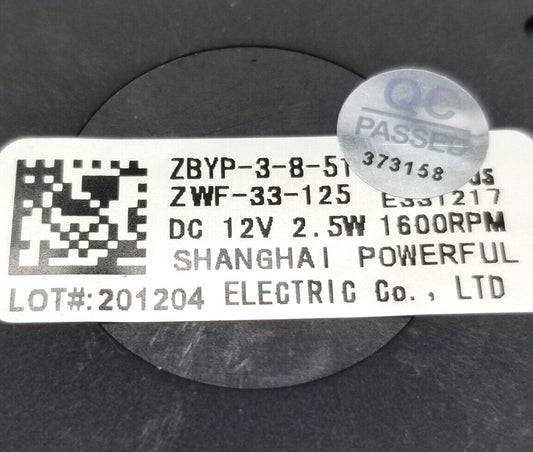 QC
PASSED
373158
ZBYP-3-8-51
ZWF-33-125 E331217
DC 12V 2.5W 1600RPM
SHANGHAI POWERFUL
LOT#:201204 ELECTRIC Co., LTD